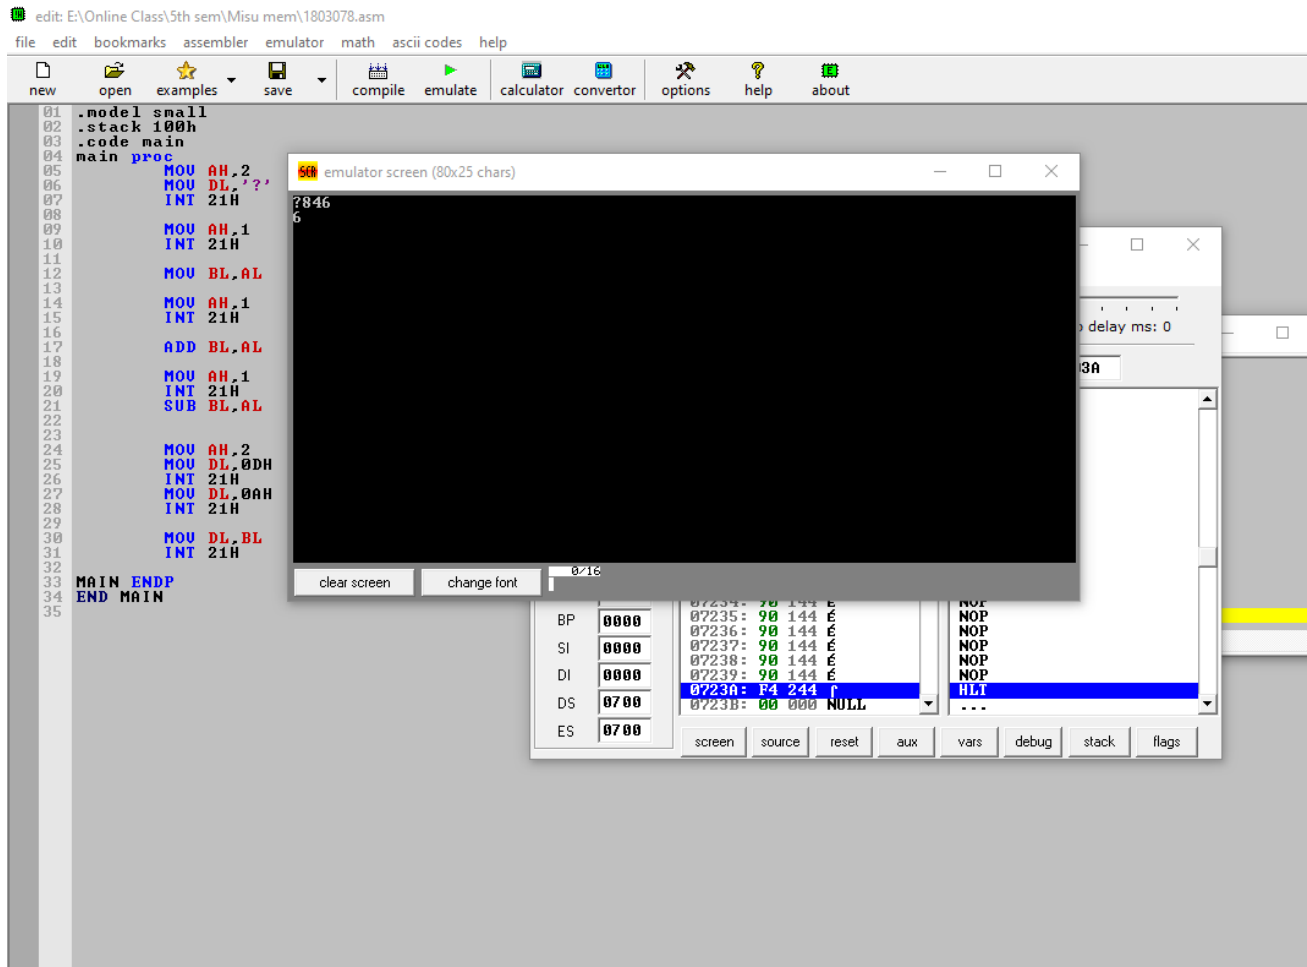 edit: E:\Online Class\5th sem\Misu mem\1803078.asm
file edit bookmarks assembler emulator math ascii codes help
new open examples save compile emulate calculator convertor options help about
01 .model small
02 .stack 100h
03 .code main
04 main proc
05 MOV AH,2
06 MOV DL,'?'
07 INT 21H
08
09 MOV AH,1
10 INT 21H
11
12 MOV BL,AL
13
14 MOV AH,1
15 INT 21H
16
17 ADD BL,AL
18
19 MOV AH,1
20 INT 21H
21 SUB BL,AL
22
23
24 MOV AH,2
25 MOV DL,0DH
26 INT 21H
27 MOV DL,0AH
28 INT 21H
29
30 MOV DL,BL
31 INT 21H
32
33 MAIN ENDP
34 END MAIN
35
SCR emulator screen (80x25 chars)
?846
6
clear screen change font 0/16
delay ms: 0
3A
BP 0000
SI 0000
DI 0000
DS 0700
ES 0700
07234: 90 144 É NOP
07235: 90 144 É NOP
07236: 90 144 É NOP
07237: 90 144 É NOP
07238: 90 144 É NOP
07239: 90 144 É NOP
0723A: F4 244 ⌠ HLT
0723B: 00 000 NULL ...
screen source reset aux vars debug stack flags